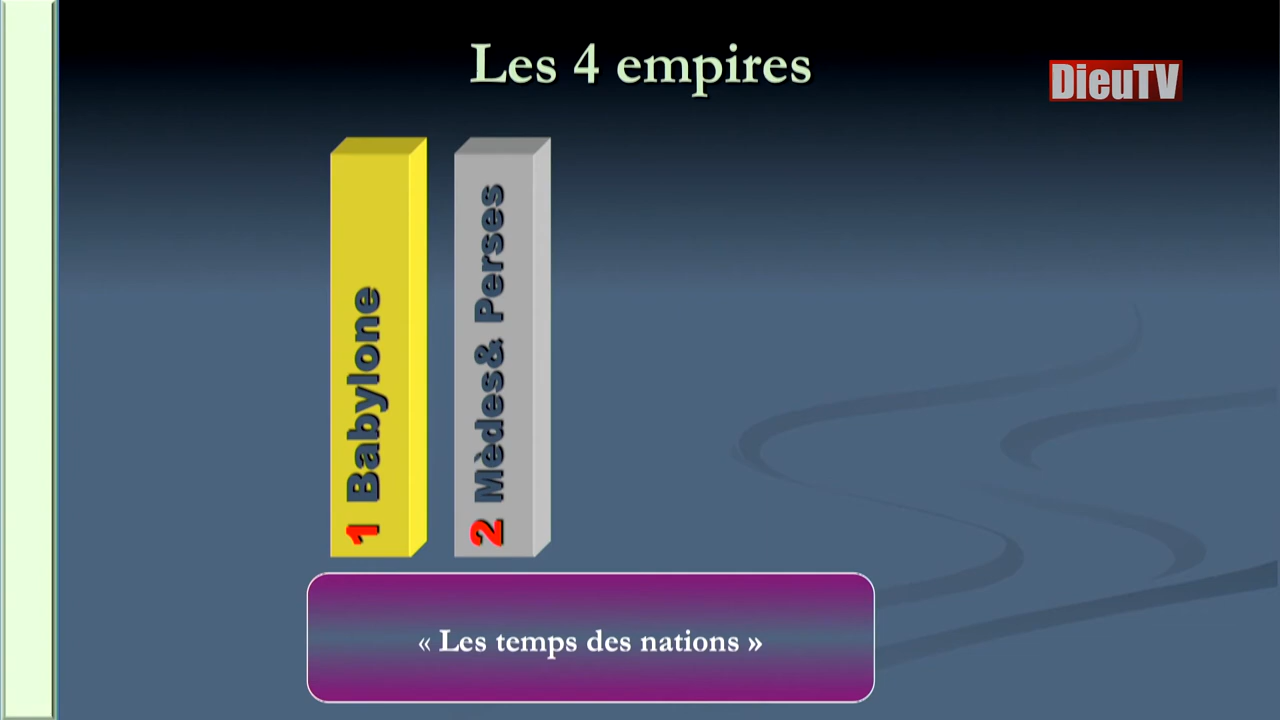 Les 4 empires
DieuTV
1 Babylone
2 Mèdes& Perses
« Les temps des nations »